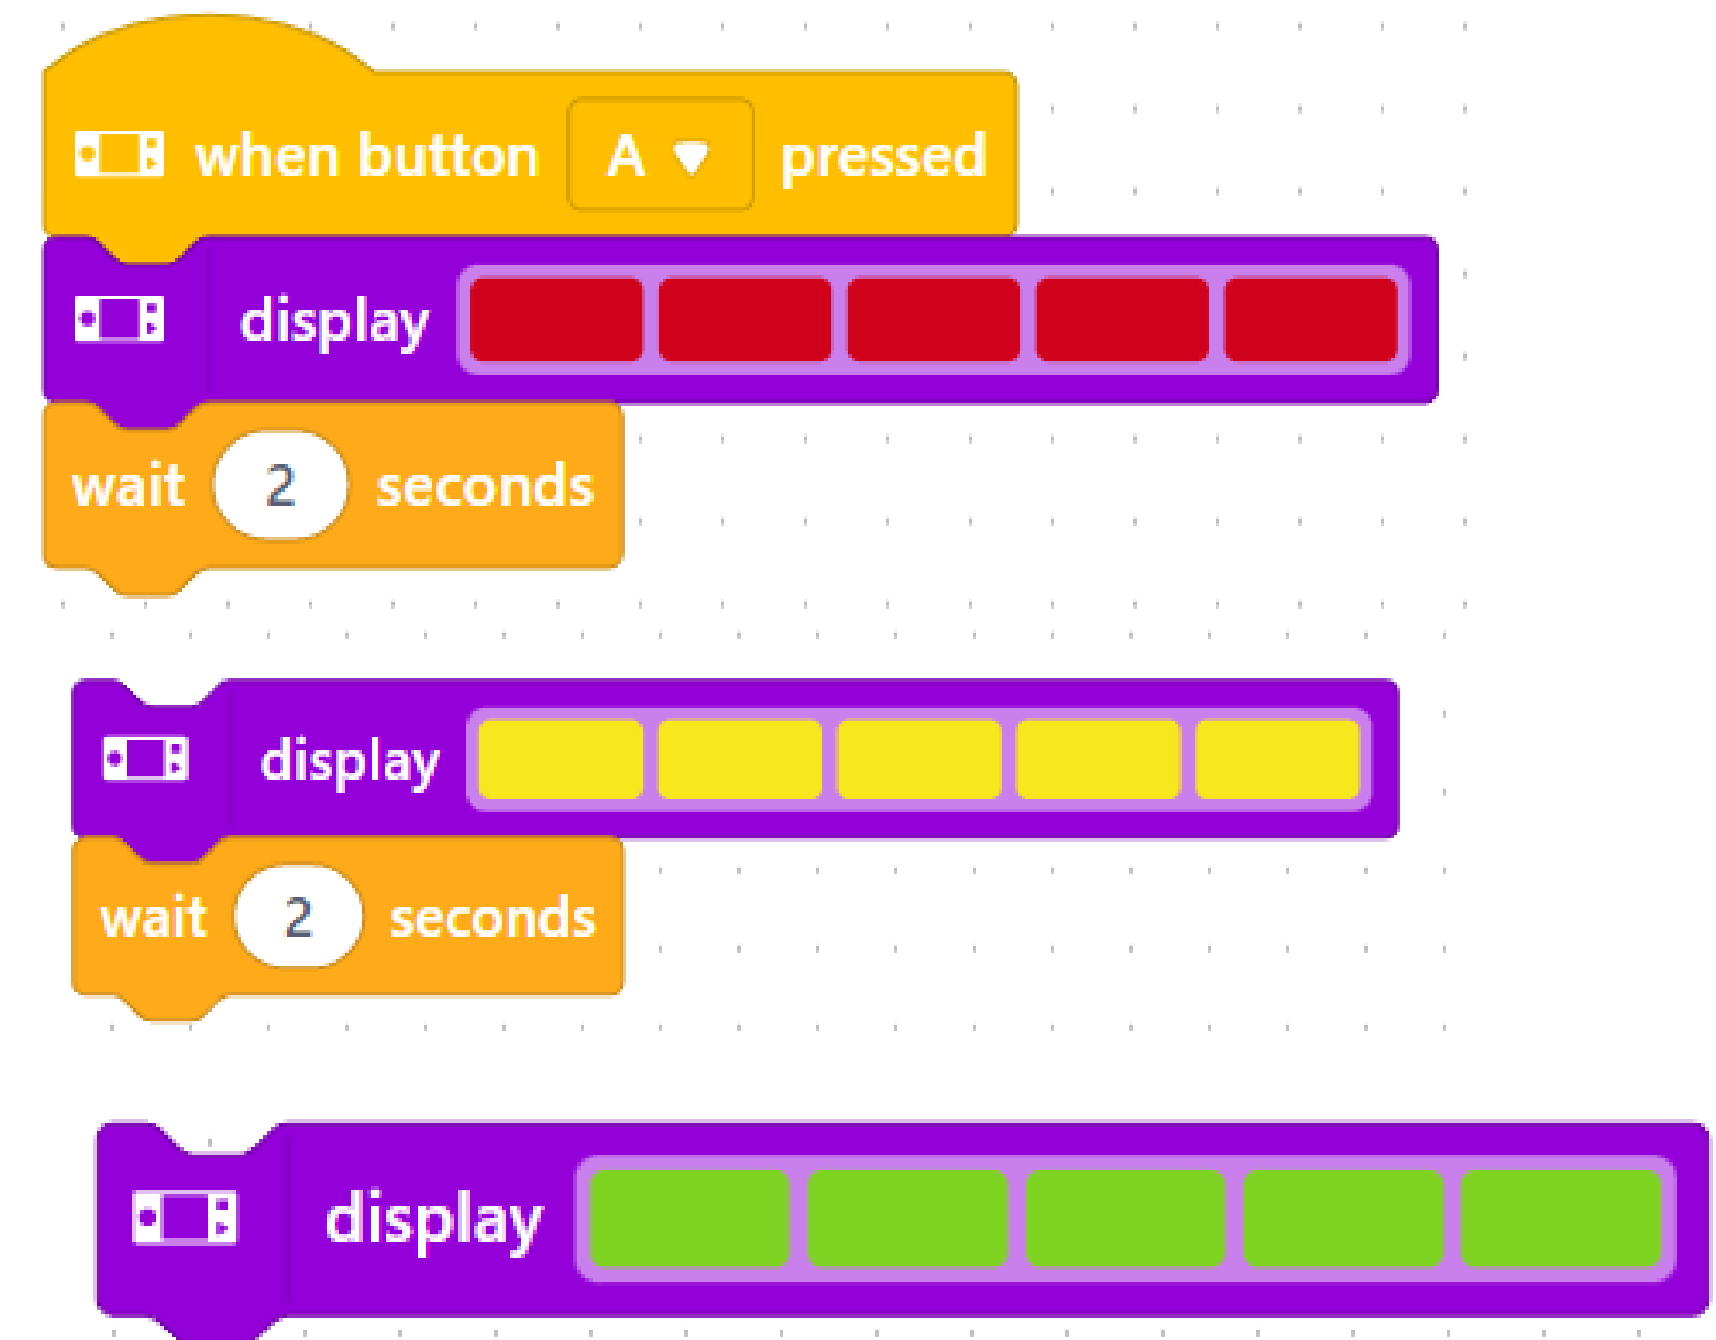 when button A pressed
display
wait 2 seconds
display
wait 2 seconds
display